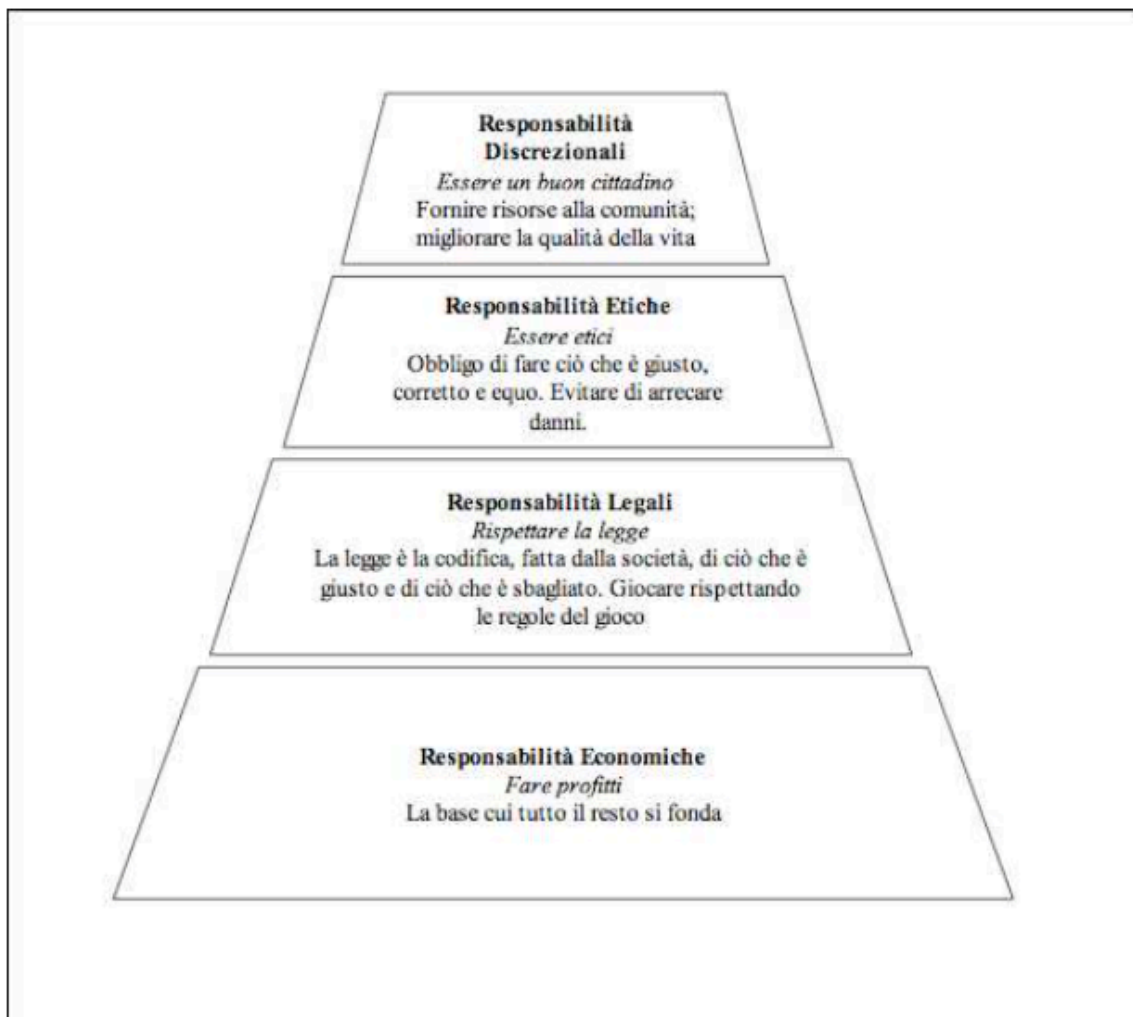 Responsabilità
Discrezionali
Essere un buon cittadino
Fornire risorse alla comunità;
migliorare la qualità della vita
Responsabilità Etiche
Essere etici
Obbligo di fare ciò che è giusto,
corretto e equo. Evitare di arrecare
danni.
Responsabilità Legali
Rispettare la legge
La legge è la codifica, fatta dalla società, di ciò che è
giusto e di ciò che è sbagliato. Giocare rispettando
le regole del gioco
Responsabilità Economiche
Fare profitti
La base cui tutto il resto si fonda